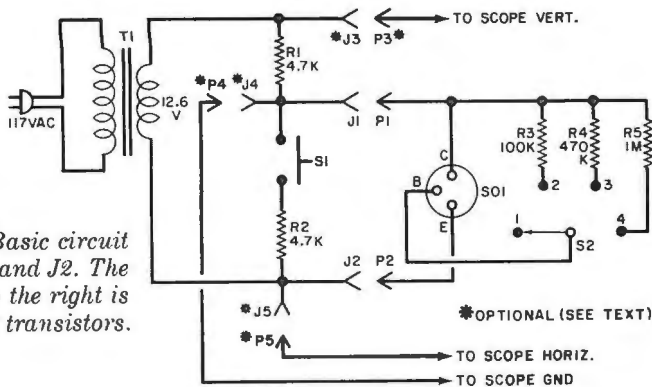 *J3 P3* TO SCOPE VERT.
T1
R1
4.7K
*P4 *J4
117VAC
12.6
V
J1 P1
R3
100K
R4
470
K
R5
1M
C
B
E
SO1
S1
2
3
1
4
S2
R2
4.7K
J2 P2
Basic circuit
and J2. The
the right is
transistors.
*J5
*P5
*OPTIONAL (SEE TEXT)
TO SCOPE HORIZ.
TO SCOPE GND